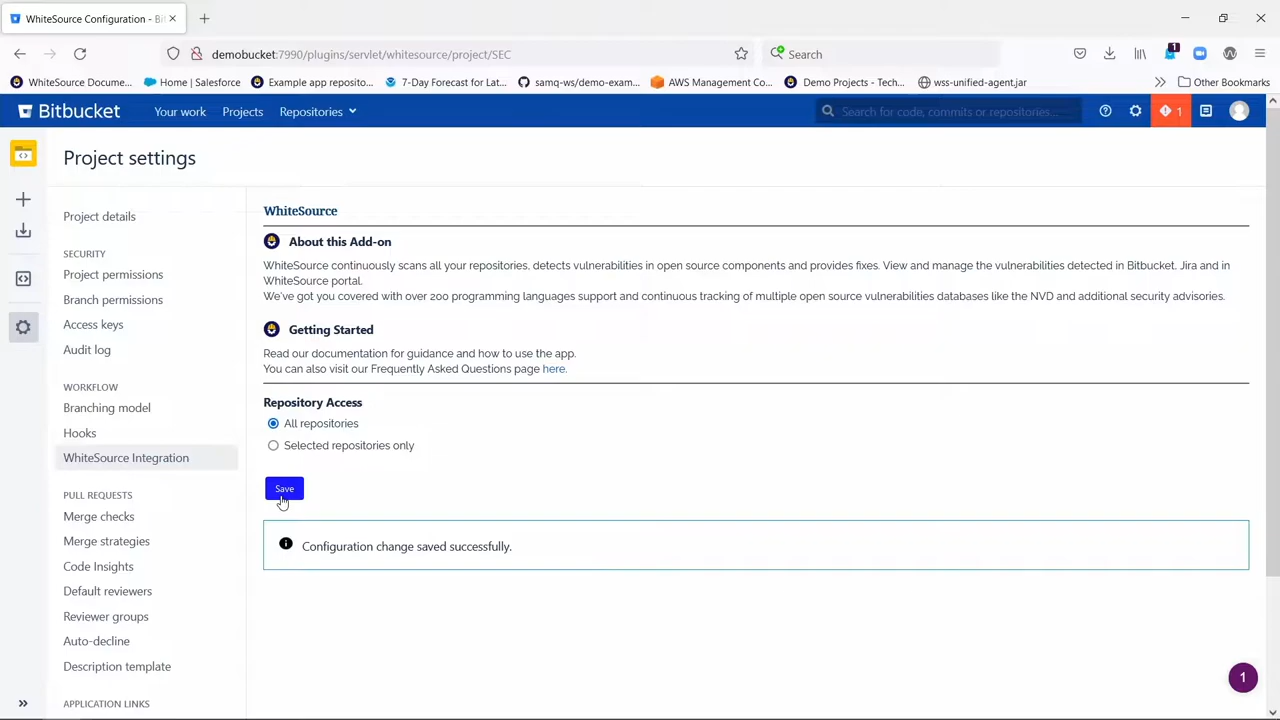 WhiteSource Configuration - Bi
demobucket:7990/plugins/servlet/whitesource/project/SEC
Search
1
WhiteSource Docume...
Home | Salesforce
Example app reposito...
7-Day Forecast for Lat...
samq-ws/demo-exam...
AWS Management Co...
Demo Projects - Tech...
wss-unified-agent.jar
Other Bookmarks
Bitbucket
Your work
Projects
Repositories
Search for code, commits or repositories...
1
Project settings
Project details
SECURITY
Project permissions
Branch permissions
Access keys
Audit log
WORKFLOW
Branching model
Hooks
WhiteSource Integration
PULL REQUESTS
Merge checks
Merge strategies
Code Insights
Default reviewers
Reviewer groups
Auto-decline
Description template
APPLICATION LINKS
WhiteSource
About this Add-on
WhiteSource continuously scans all your repositories, detects vulnerabilities in open source components and provides fixes. View and manage the vulnerabilities detected in Bitbucket, Jira and in
WhiteSource portal.
We've got you covered with over 200 programming languages support and continuous tracking of multiple open source vulnerabilities databases like the NVD and additional security advisories.
Getting Started
Read our documentation for guidance and how to use the app.
You can also visit our Frequently Asked Questions page here.
Repository Access
All repositories
Selected repositories only
Save
Configuration change saved successfully.
1